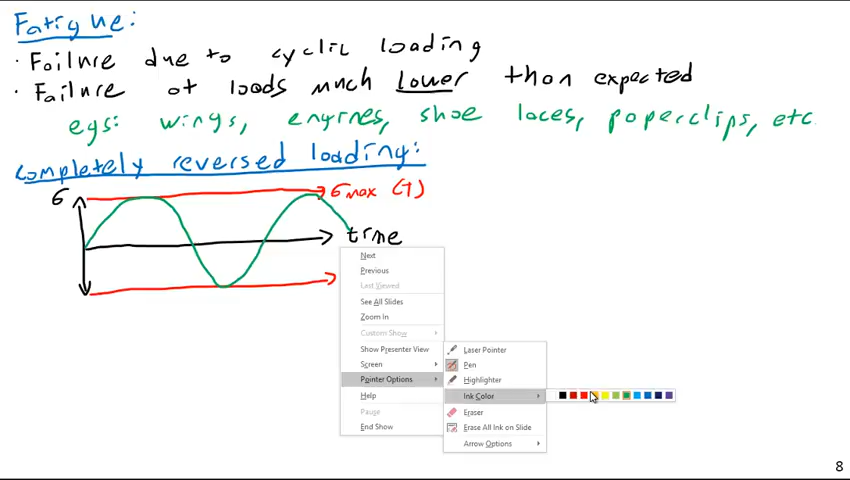 Fatigue:
· Failure due to cyclic loading
· Failure at loads much lower than expected
egs: wings, engines, shoe laces, paperclips, etc.
Completely reversed loading:
σ
σmax (T)
time
Next
Previous
Last Viewed
See All Slides
Zoom In
Custom Show
Show Presenter View
Screen
Pointer Options
Help
Pause
End Show
Laser Pointer
Pen
Highlighter
Ink Color
Eraser
Erase All Ink on Slide
Arrow Options
8